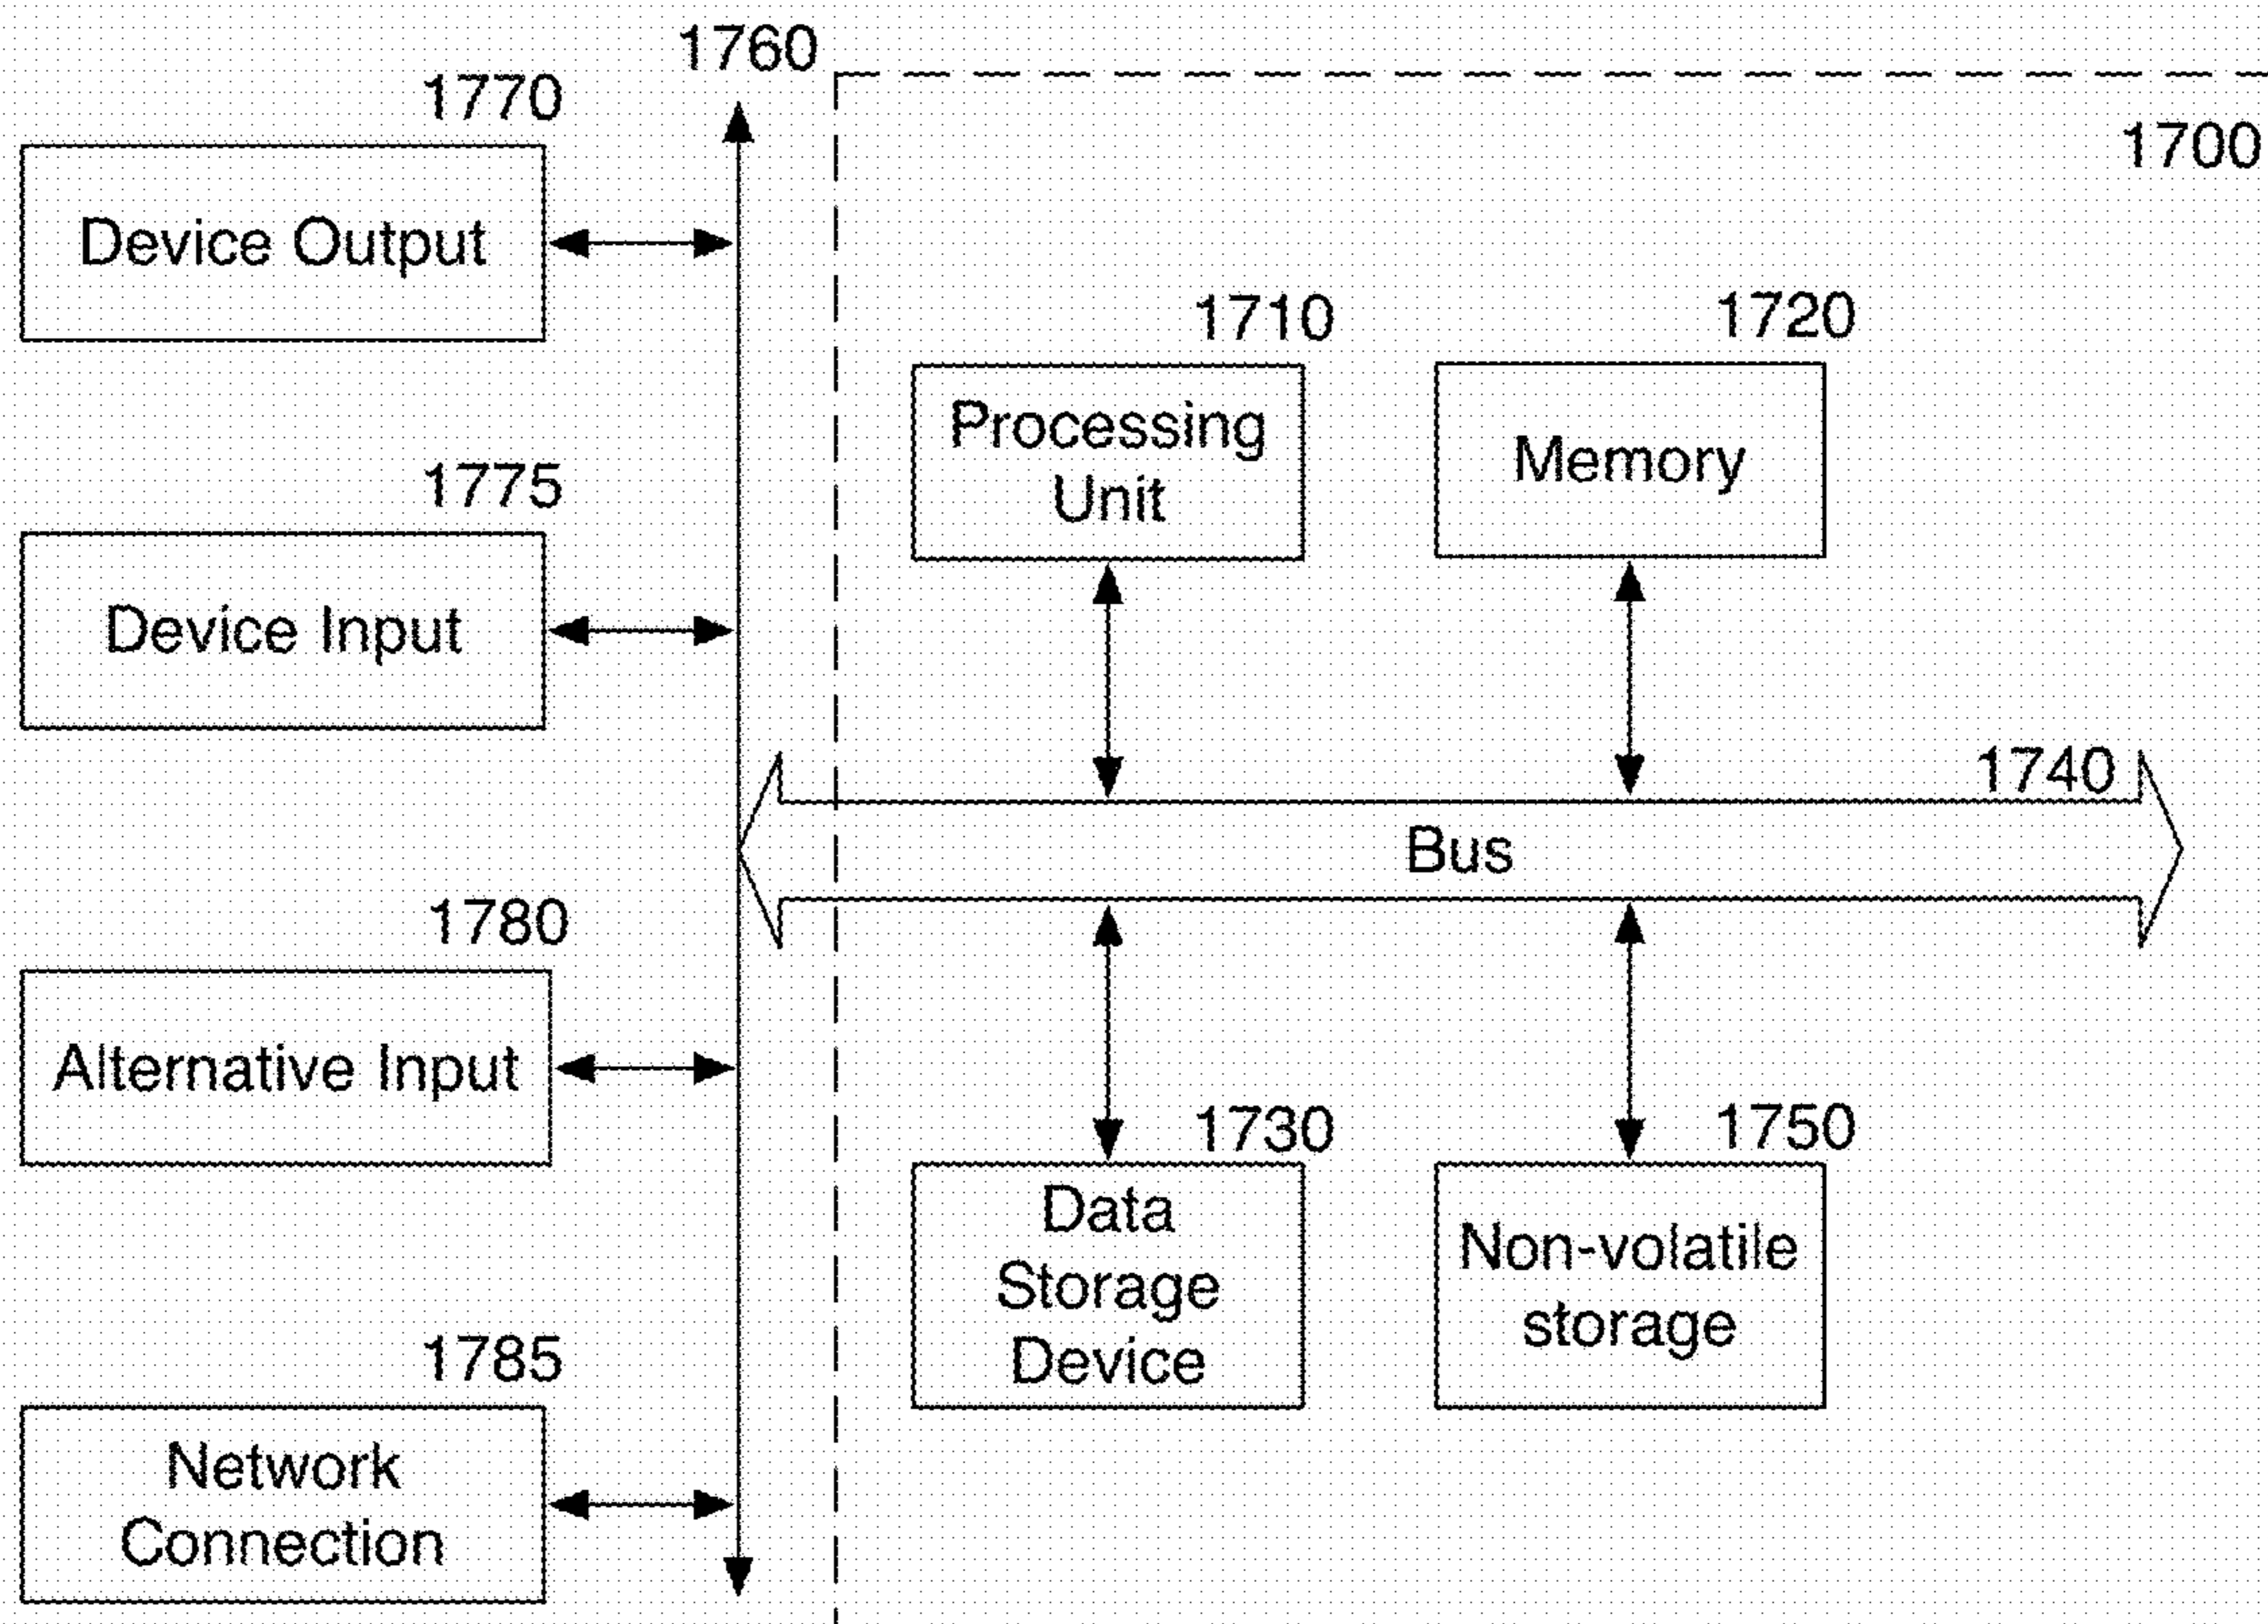 1760
1770
1700
Device Output
1710
1720
Processing
Unit
Memory
1775
Device Input
1740
Bus
1780
Alternative Input
1730
1750
Data
Storage
Device
Non-volatile
storage
1785
Network
Connection